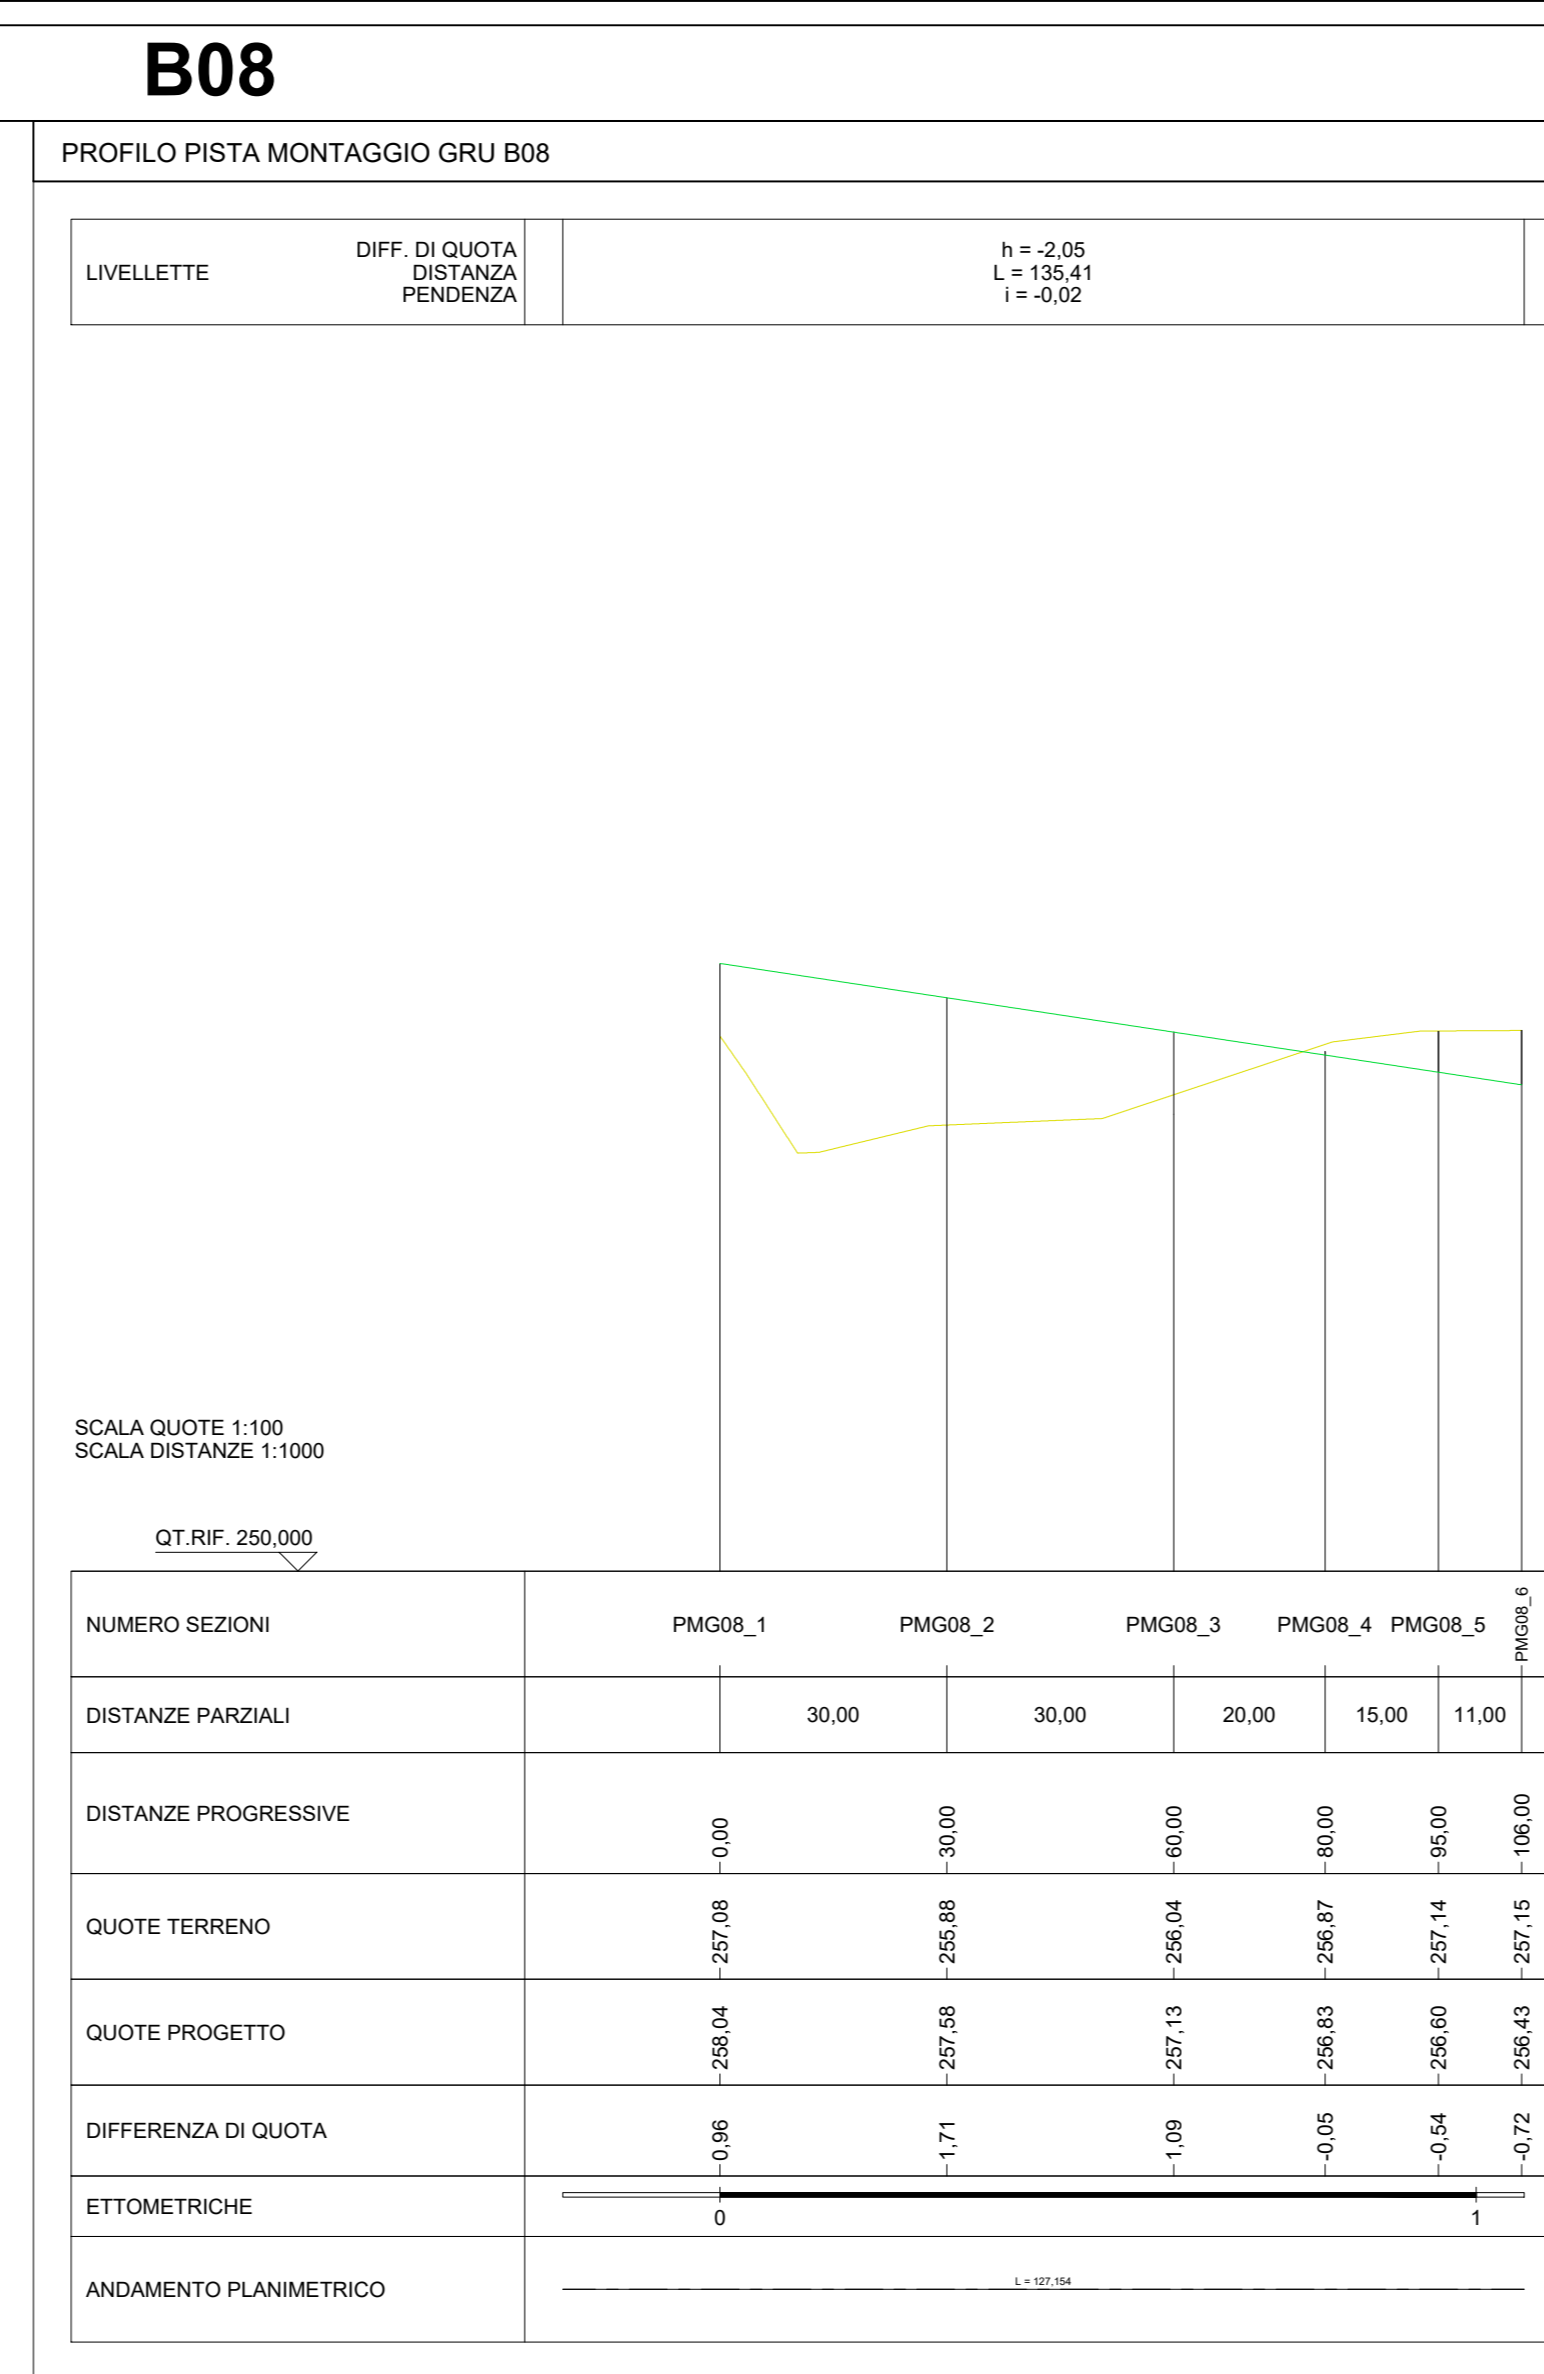 B08
PROFILO PISTA MONTAGGIO GRU B08
LIVELLETTE
DIFF. DI QUOTA
DISTANZA
PENDENZA
h = -2,05
L = 135,41
i = -0,02
SCALA QUOTE 1:100
SCALA DISTANZE 1:1000
QT.RIF. 250,000
NUMERO SEZIONI PMG08_1 PMG08_2 PMG08_3 PMG08_4 PMG08_5 PMG08_6
DISTANZE PARZIALI 30,00 30,00 20,00 15,00 11,00
DISTANZE PROGRESSIVE 0,00 30,00 60,00 80,00 95,00 106,00
QUOTE TERRENO 257,08 255,88 256,04 256,87 257,14 257,15
QUOTE PROGETTO 258,04 257,58 257,13 256,83 256,60 256,43
DIFFERENZA DI QUOTA 0,96 1,71 1,09 -0,05 -0,54 -0,72
ETTOMETRICHE 0 1
ANDAMENTO PLANIMETRICO L = 127,154